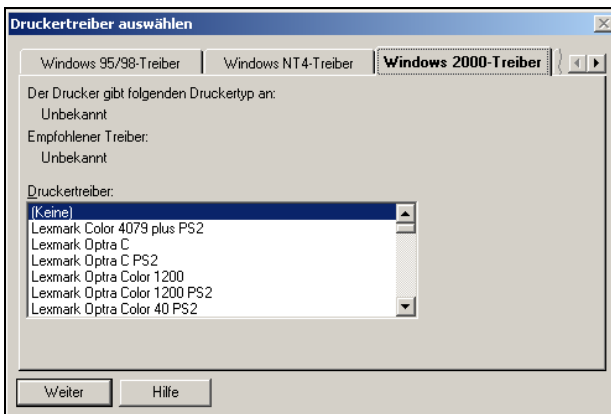 Druckertreiber auswählen
Windows 95/98-Treiber
Windows NT4-Treiber
Windows 2000-Treiber
Der Drucker gibt folgenden Druckertyp an:
Unbekannt
Empfohlener Treiber:
Unbekannt
Druckertreiber:
(Keine)
Lexmark Color 4079 plus PS2
Lexmark Optra C
Lexmark Optra C PS2
Lexmark Optra Color 1200
Lexmark Optra Color 1200 PS2
Lexmark Optra Color 40 PS2
Weiter
Hilfe